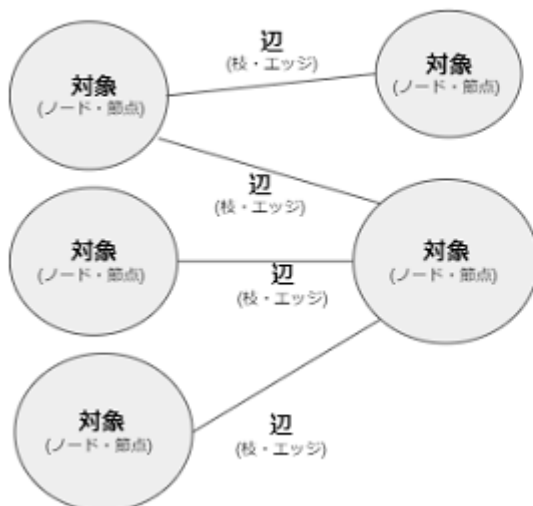 辺
(枝・エッジ)
対象
(ノード・節点)
対象
(ノード・節点)
辺
(枝・エッジ)
対象
(ノード・節点)
対象
(ノード・節点)
辺
(枝・エッジ)
対象
(ノード・節点)
辺
(枝・エッジ)